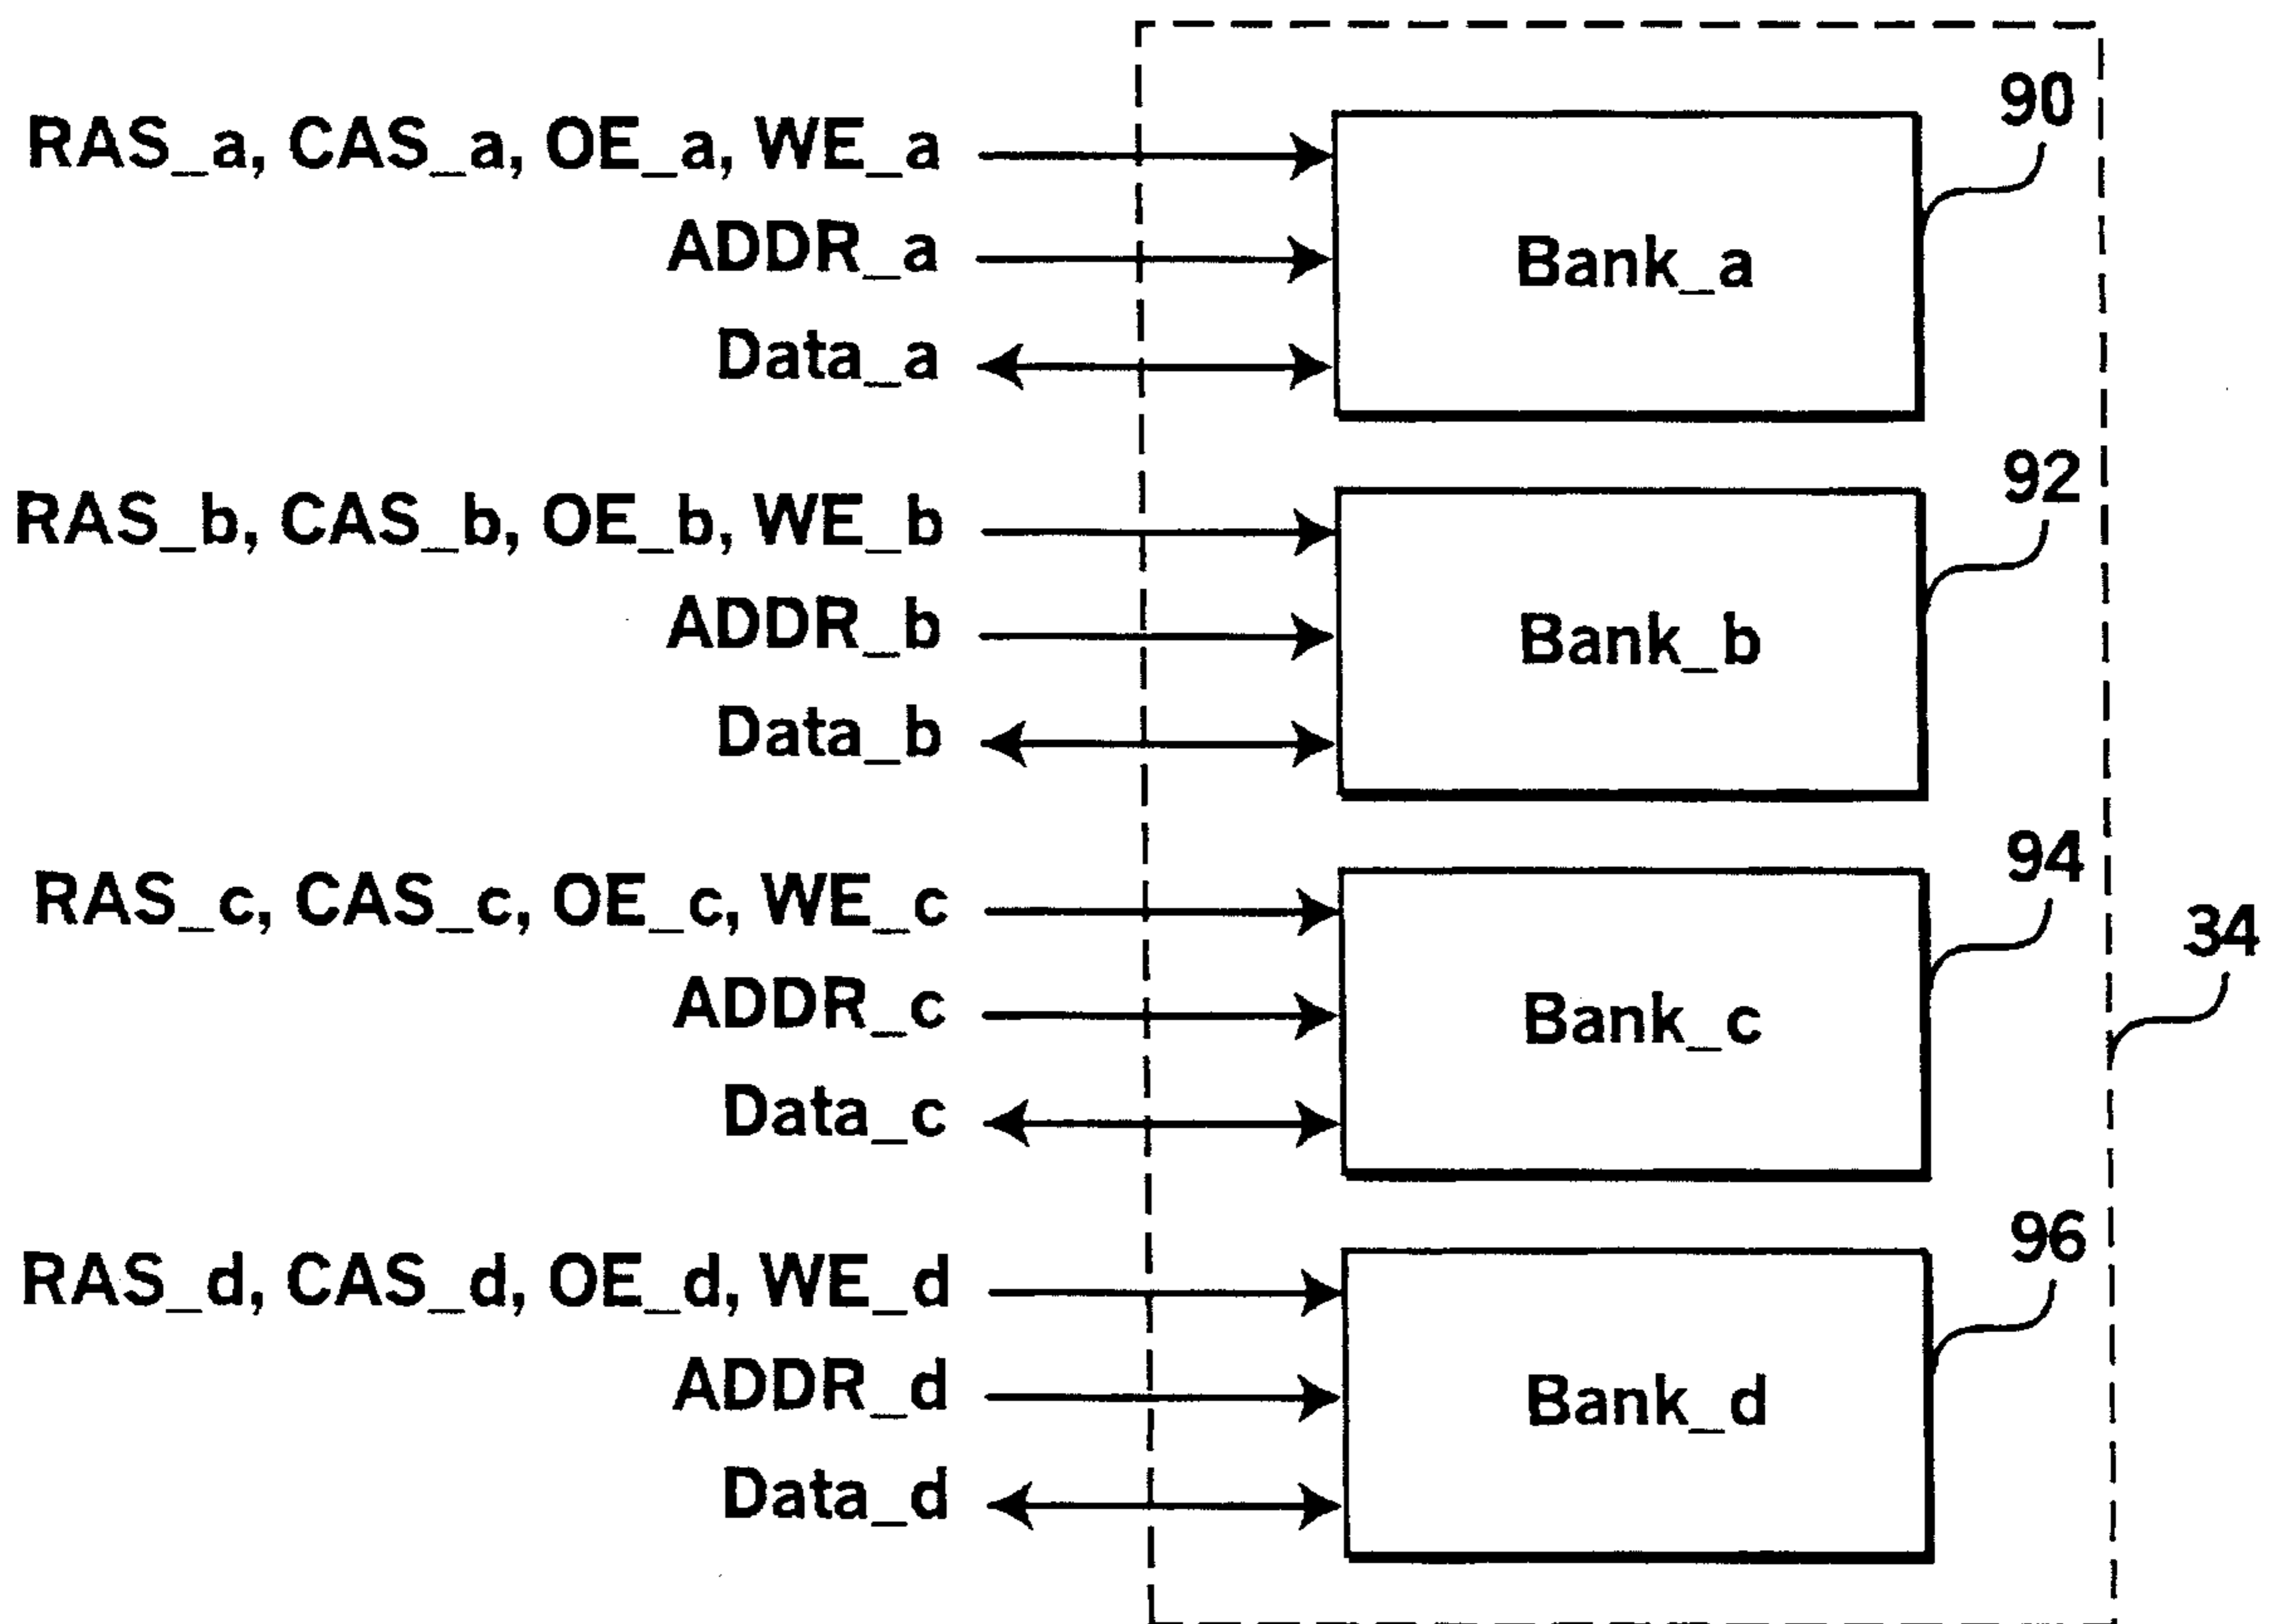 90
RAS_a, CAS_a, OE_a, WE_a
ADDR_a
Bank_a
Data_a
92
RAS_b, CAS_b, OE_b, WE_b
ADDR_b
Bank_b
Data_b
94
RAS_c, CAS_c, OE_c, WE_c
34
ADDR_c
Bank_c
Data_c
96
RAS_d, CAS_d, OE_d, WE_d
ADDR_d
Bank_d
Data_d